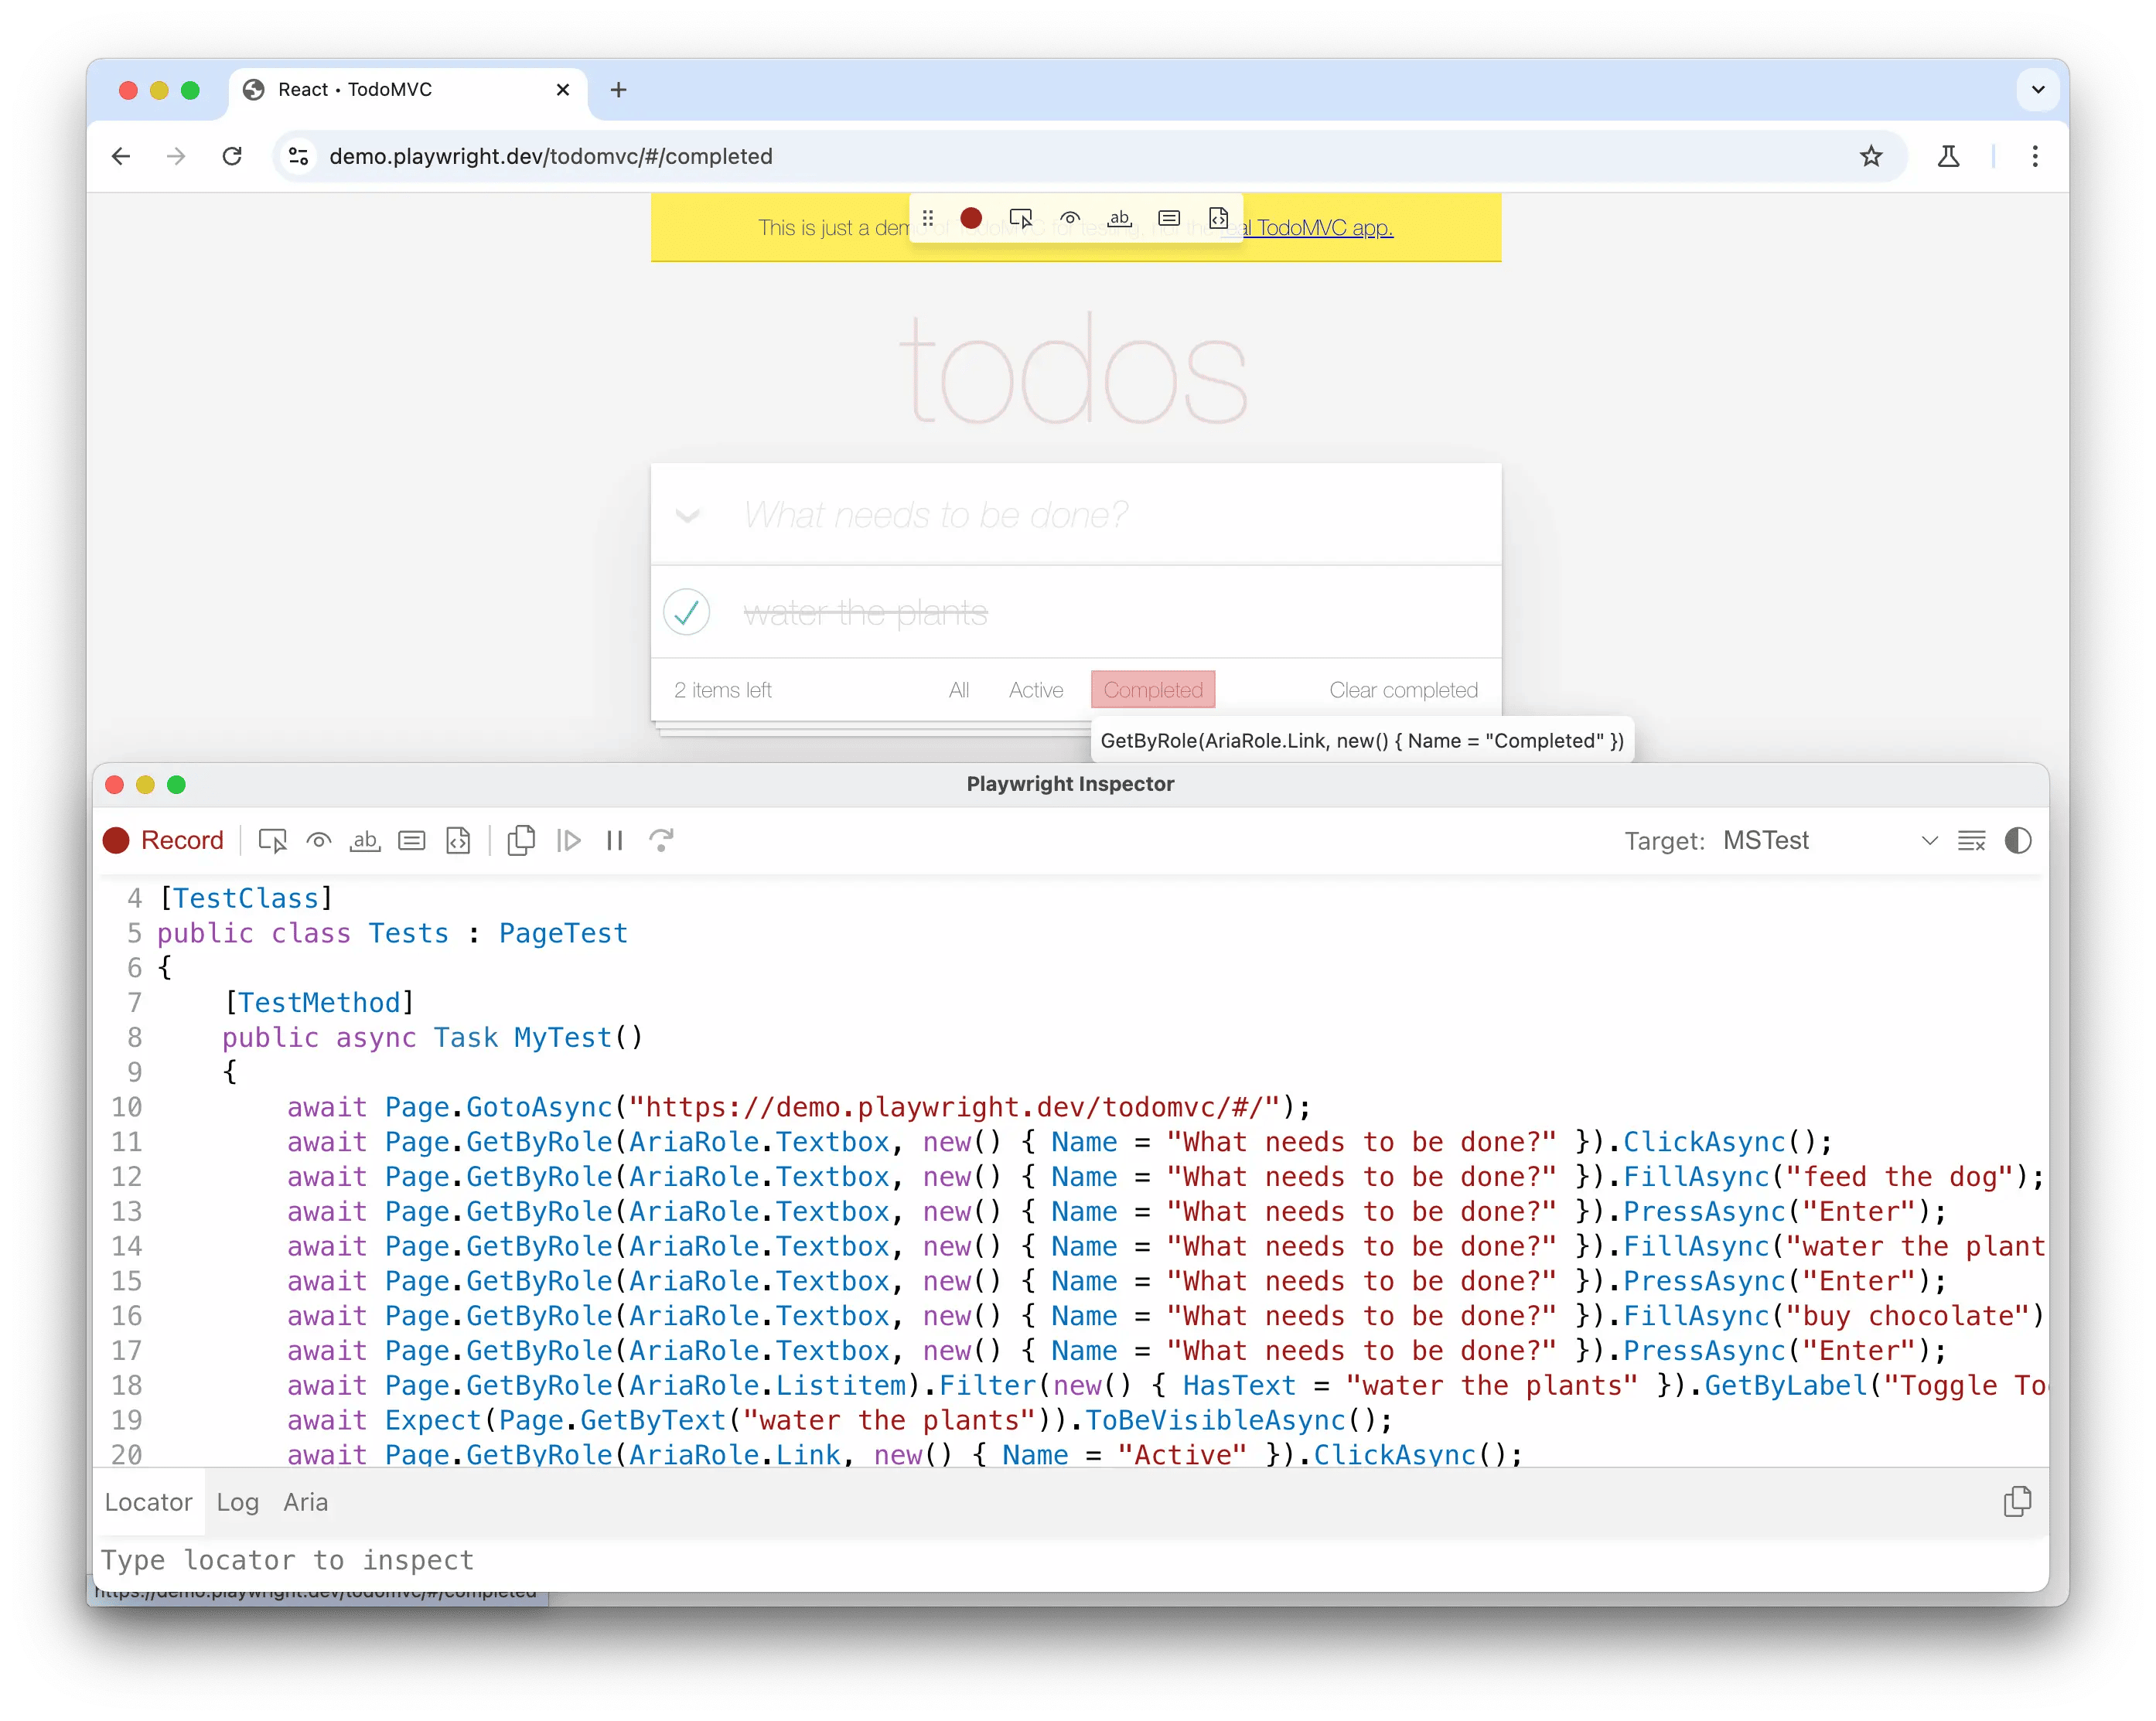 React • TodoMVC
demo.playwright.dev/todomvc/#/completed
This is just a demo of TodoMVC for testing, not the real TodoMVC app.
todos
What needs to be done?
water the plants
2 items left All Active Completed Clear completed
GetByRole(AriaRole.Link, new() { Name = "Completed" })
Playwright Inspector
Record ab Target: MSTest
4 [TestClass]
5 public class Tests : PageTest
6 {
7 [TestMethod]
8 public async Task MyTest()
9 {
10 await Page.GotoAsync("https://demo.playwright.dev/todomvc/#/");
11 await Page.GetByRole(AriaRole.Textbox, new() { Name = "What needs to be done?" }).ClickAsync();
12 await Page.GetByRole(AriaRole.Textbox, new() { Name = "What needs to be done?" }).FillAsync("feed the dog");
13 await Page.GetByRole(AriaRole.Textbox, new() { Name = "What needs to be done?" }).PressAsync("Enter");
14 await Page.GetByRole(AriaRole.Textbox, new() { Name = "What needs to be done?" }).FillAsync("water the plant
15 await Page.GetByRole(AriaRole.Textbox, new() { Name = "What needs to be done?" }).PressAsync("Enter");
16 await Page.GetByRole(AriaRole.Textbox, new() { Name = "What needs to be done?" }).FillAsync("buy chocolate")
17 await Page.GetByRole(AriaRole.Textbox, new() { Name = "What needs to be done?" }).PressAsync("Enter");
18 await Page.GetByRole(AriaRole.Listitem).Filter(new() { HasText = "water the plants" }).GetByLabel("Toggle To
19 await Expect(Page.GetByText("water the plants")).ToBeVisibleAsync();
20 await Page.GetByRole(AriaRole.Link, new() { Name = "Active" }).ClickAsync();
Locator Log Aria
Type locator to inspect
https://demo.playwright.dev/todomvc/#/completed